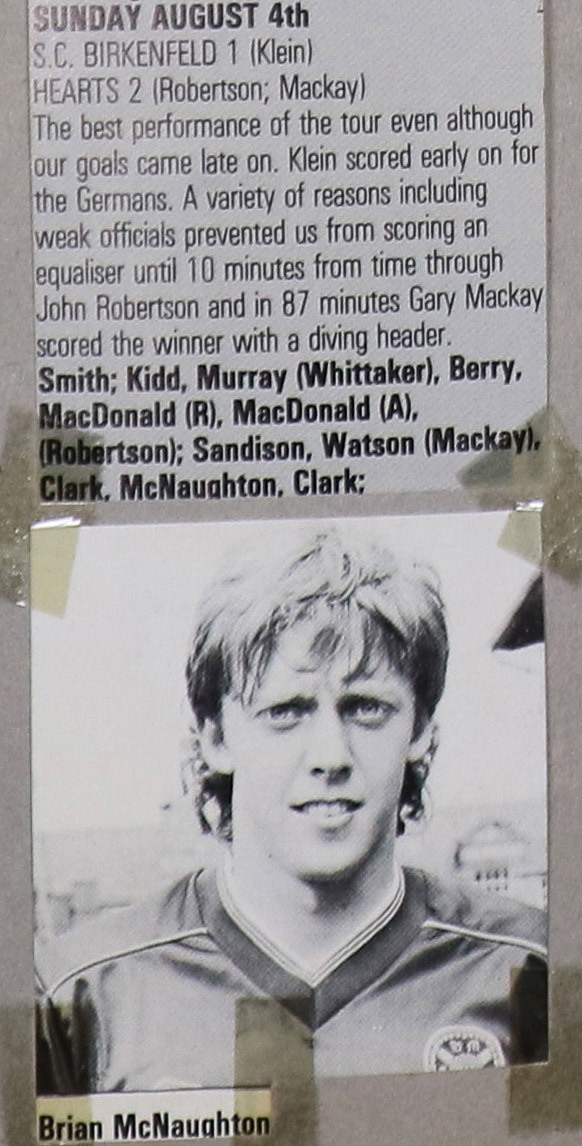 SUNDAY AUGUST 4th
S.C. BIRKENFELD 1 (Klein)
HEARTS 2 (Robertson; Mackay)
The best performance of the tour even although
our goals came late on. Klein scored early on for
the Germans. A variety of reasons including
weak officials prevented us from scoring an
equaliser until 10 minutes from time through
John Robertson and in 87 minutes Gary Mackay
scored the winner with a diving header.
Smith; Kidd, Murray (Whittaker), Berry,
MacDonald (R), MacDonald (A),
(Robertson); Sandison, Watson (Mackay),
Clark, McNaughton, Clark;
Brian McNaughton